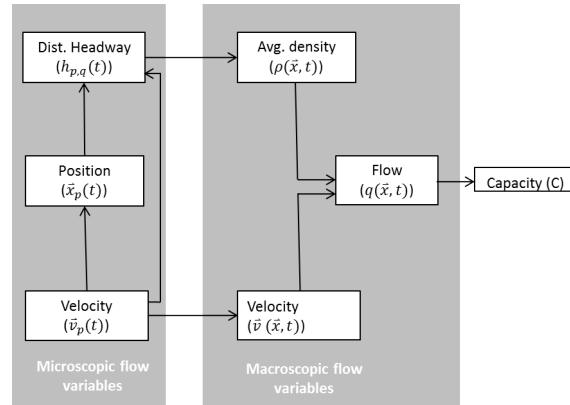 Dist. Headway
(h_{p,q}(t))
Avg. density
(ρ(x⃗, t))
Position
(x⃗_p(t))
Flow
(q(x⃗, t))
Capacity (C)
Velocity
(v⃗_p(t))
Velocity
(v⃗ (x⃗, t))
Microscopic flow
variables
Macroscopic flow
variables